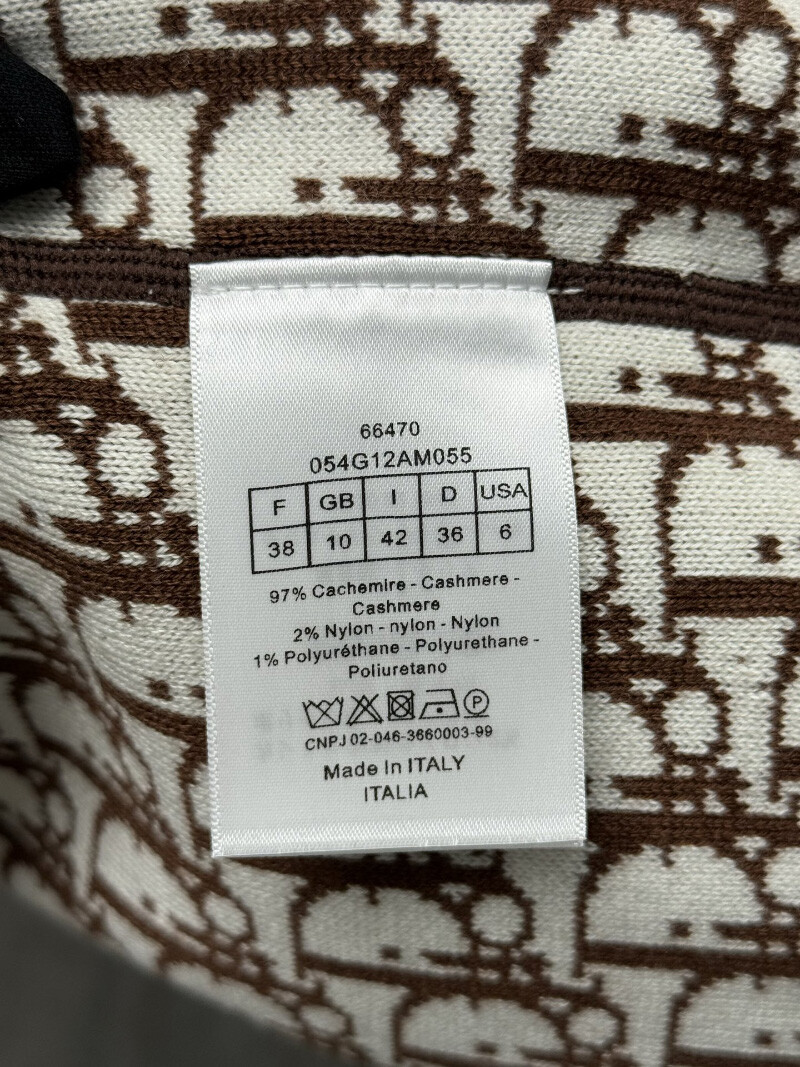 66470
054G12AM055
F GB I D USA
38 10 42 36 6
97% Cachemire - Cashmere -
Cashmere
2% Nylon - nylon - Nylon
1% Polyuréthane - Polyurethane -
Poliuretano
P
CNPJ 02-046-3660003-99
Made In ITALY
ITALIA